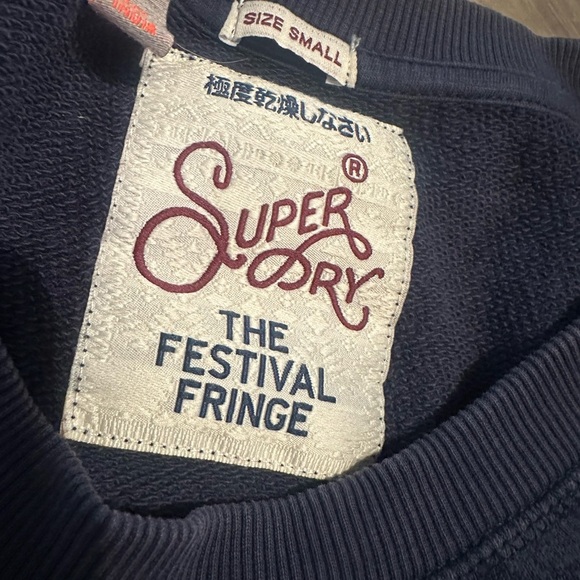 SIZE SMALL
極度乾燥しなさい
SUPER
DRY®
THE
FESTIVAL
FRINGE